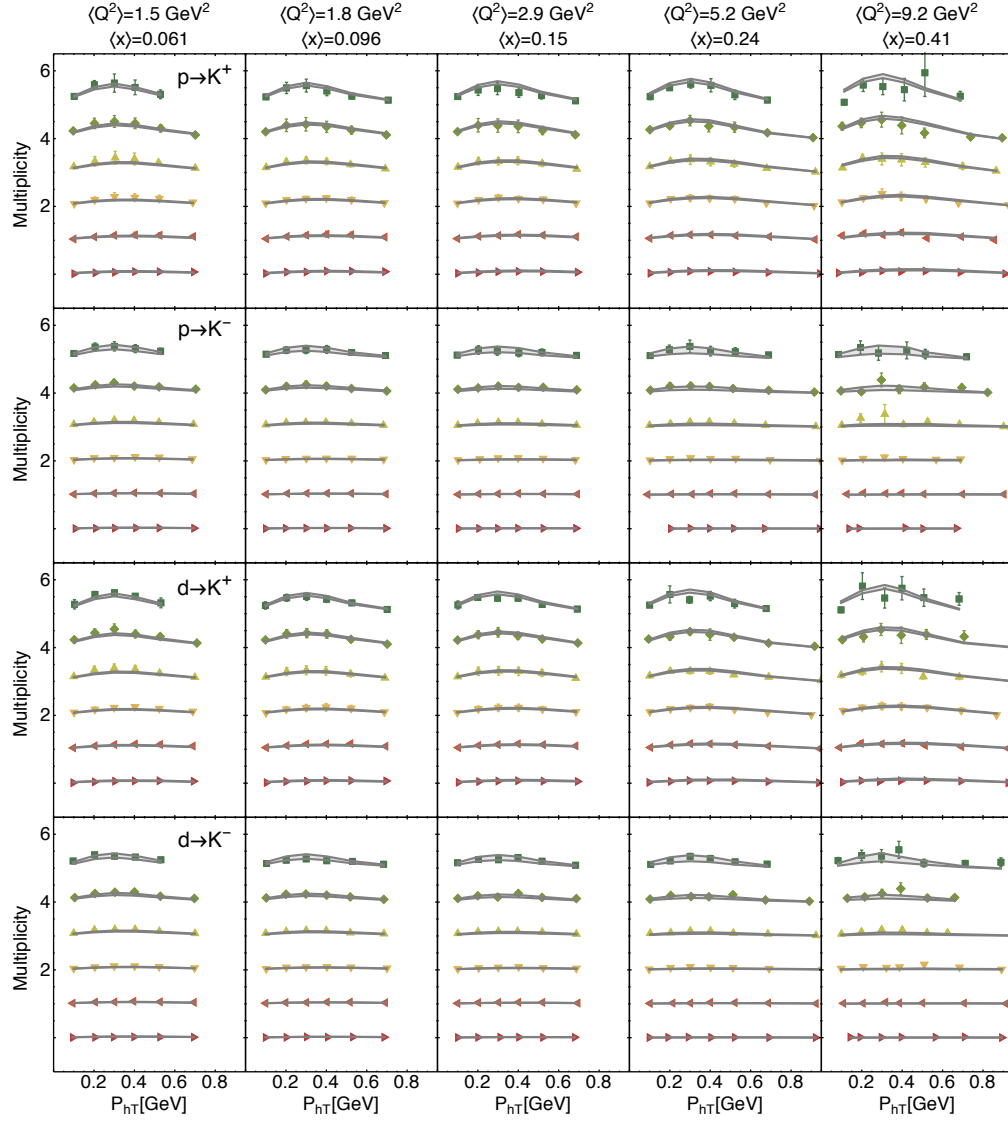 ⟨Q²⟩=1.5 GeV² ⟨Q²⟩=1.8 GeV² ⟨Q²⟩=2.9 GeV² ⟨Q²⟩=5.2 GeV² ⟨Q²⟩=9.2 GeV²
⟨x⟩=0.061 ⟨x⟩=0.096 ⟨x⟩=0.15 ⟨x⟩=0.24 ⟨x⟩=0.41
p→K⁺
6
4
2
Multiplicity
p→K⁻
6
4
2
Multiplicity
d→K⁺
6
4
2
Multiplicity
d→K⁻
6
4
2
Multiplicity
0.2 0.4 0.6 0.8 0.2 0.4 0.6 0.8 0.2 0.4 0.6 0.8 0.2 0.4 0.6 0.8 0.2 0.4 0.6 0.8
P_hT[GeV] P_hT[GeV] P_hT[GeV] P_hT[GeV] P_hT[GeV]